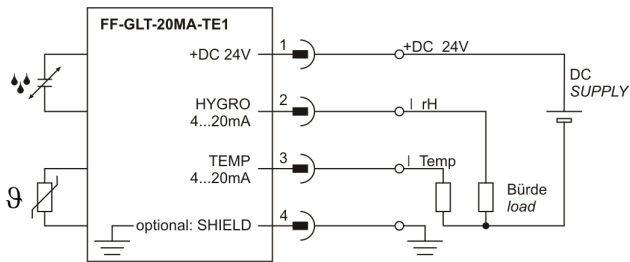 FF-GLT-20MA-TE1
+DC 24V
1
+DC 24V
HYGRO
4...20mA
2
I rH
TEMP
4...20mA
3
I Temp
optional: SHIELD
4
DC
SUPPLY
Bürde
load
ϑ